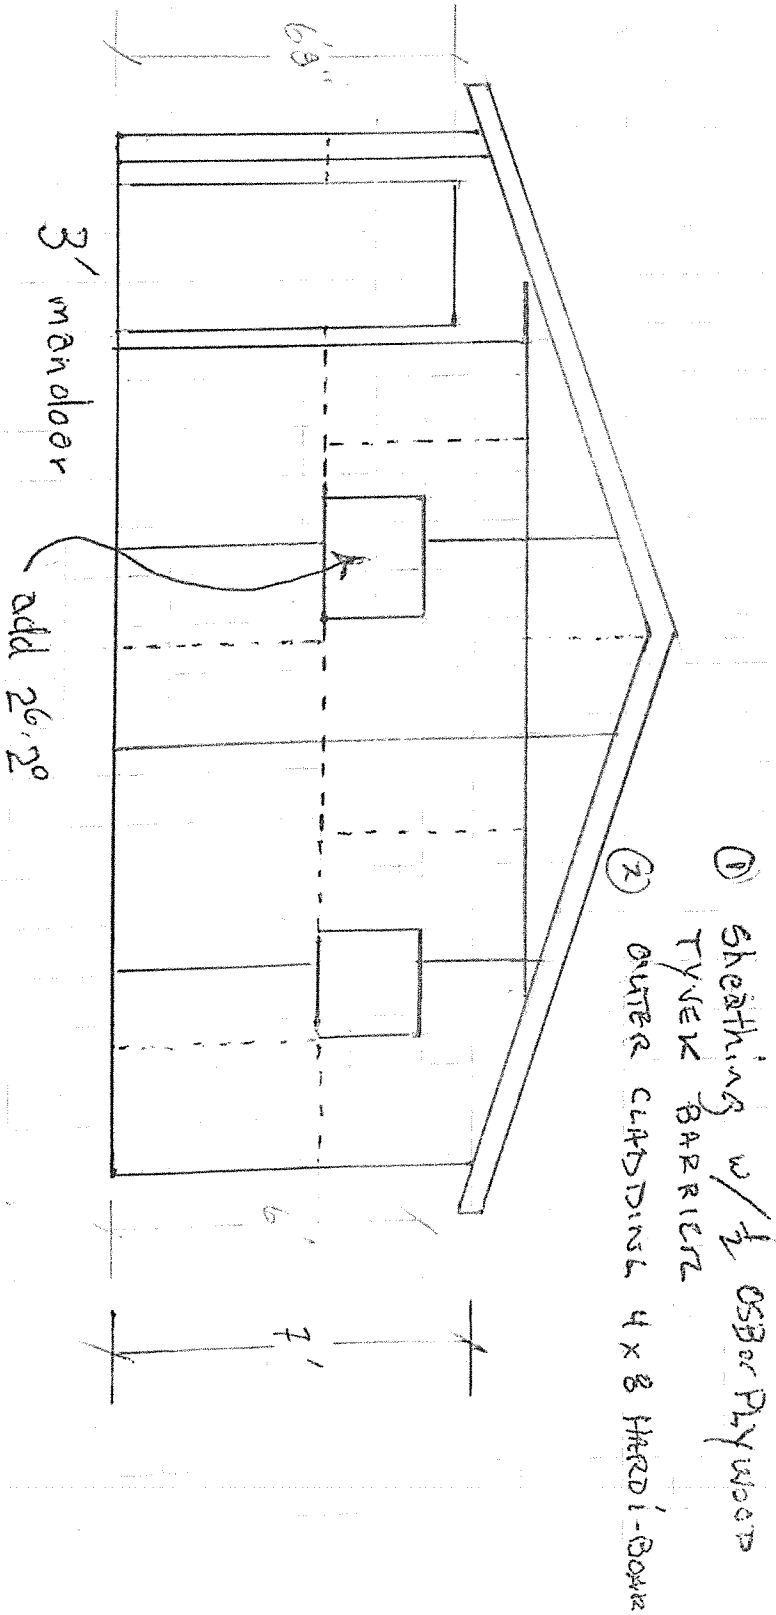 ① Sheathing w/ ½ OSB or PLYWOOD
TYVEK BARRIER
② OUTER CLADDING 4 x 8 HARDi-BOARD
6'8"
3' mandoor
add 2⁶·2⁰
6'
7'